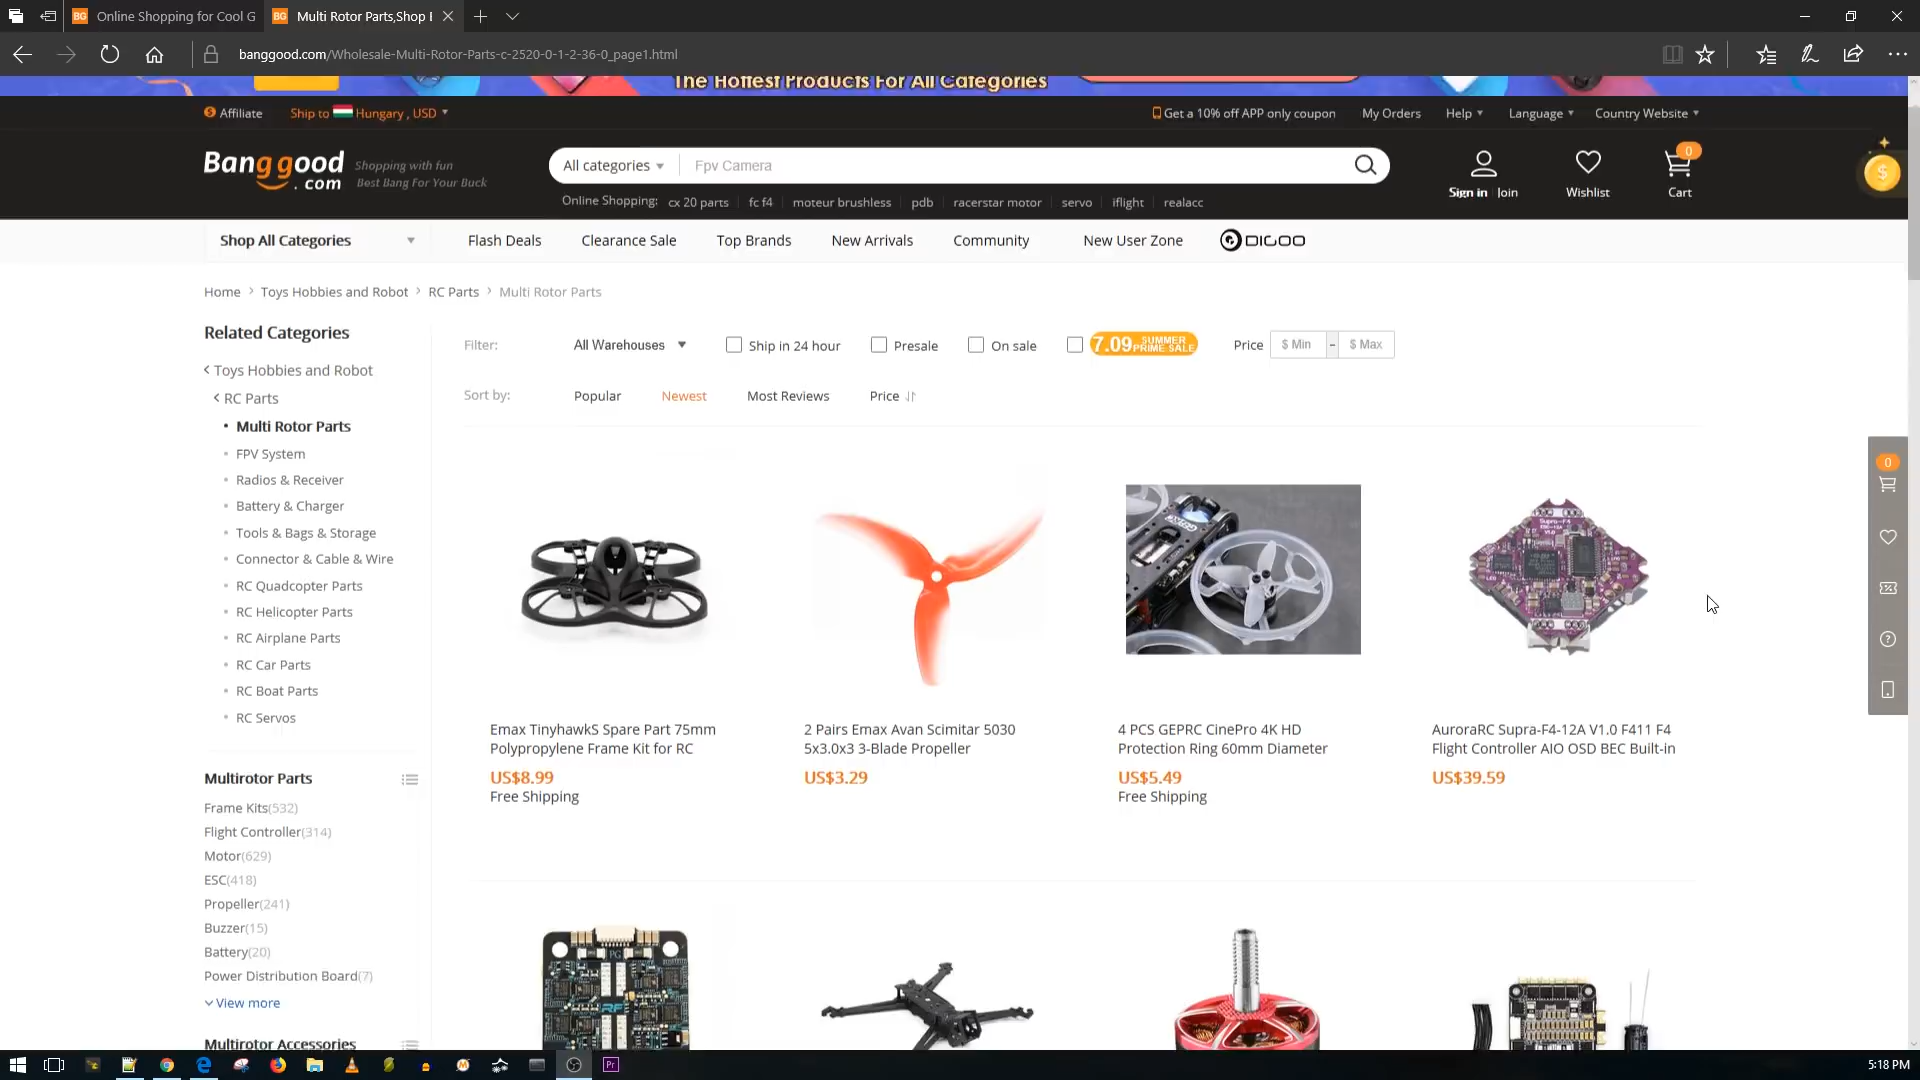 Online Shopping for Cool G
Multi Rotor Parts,Shop
banggood.com/Wholesale-Multi-Rotor-Parts-c-2520-0-1-2-36-0_page1.html
The Hottest Products For All Categories
Affiliate
Ship to Hungary , USD
Get a 10% off APP only coupon
My Orders
Help
Language
Country Website
Banggood.com
Shopping with fun
Best Bang For Your Buck
All categories
Fpv Camera
Online Shopping: cx 20 parts fc f4 moteur brushless pdb racerstar motor servo iflight realacc
Sign in Join
Wishlist
0
Cart
Shop All Categories
Flash Deals
Clearance Sale
Top Brands
New Arrivals
Community
New User Zone
DIGOO
Home > Toys Hobbies and Robot > RC Parts > Multi Rotor Parts
Related Categories
< Toys Hobbies and Robot
< RC Parts
Multi Rotor Parts
FPV System
Radios & Receiver
Battery & Charger
Tools & Bags & Storage
Connector & Cable & Wire
RC Quadcopter Parts
RC Helicopter Parts
RC Airplane Parts
RC Car Parts
RC Boat Parts
RC Servos
Multirotor Parts
Frame Kits(532)
Flight Controller(314)
Motor(629)
ESC(418)
Propeller(241)
Buzzer(15)
Battery(20)
Power Distribution Board(7)
View more
Multirotor Accessories
Filter:
All Warehouses
Ship in 24 hour
Presale
On sale
7.09 SUMMER PRIME SALE
Price $ Min - $ Max
Sort by:
Popular
Newest
Most Reviews
Price
Emax TinyhawkS Spare Part 75mm
Polypropylene Frame Kit for RC
US$8.99
Free Shipping
2 Pairs Emax Avan Scimitar 5030
5x3.0x3 3-Blade Propeller
US$3.29
4 PCS GEPRC CinePro 4K HD
Protection Ring 60mm Diameter
US$5.49
Free Shipping
Supra-F4
AuroraRC Supra-F4-12A V1.0 F411 F4
Flight Controller AIO OSD BEC Built-in
US$39.59
0
Pr
5:18 PM